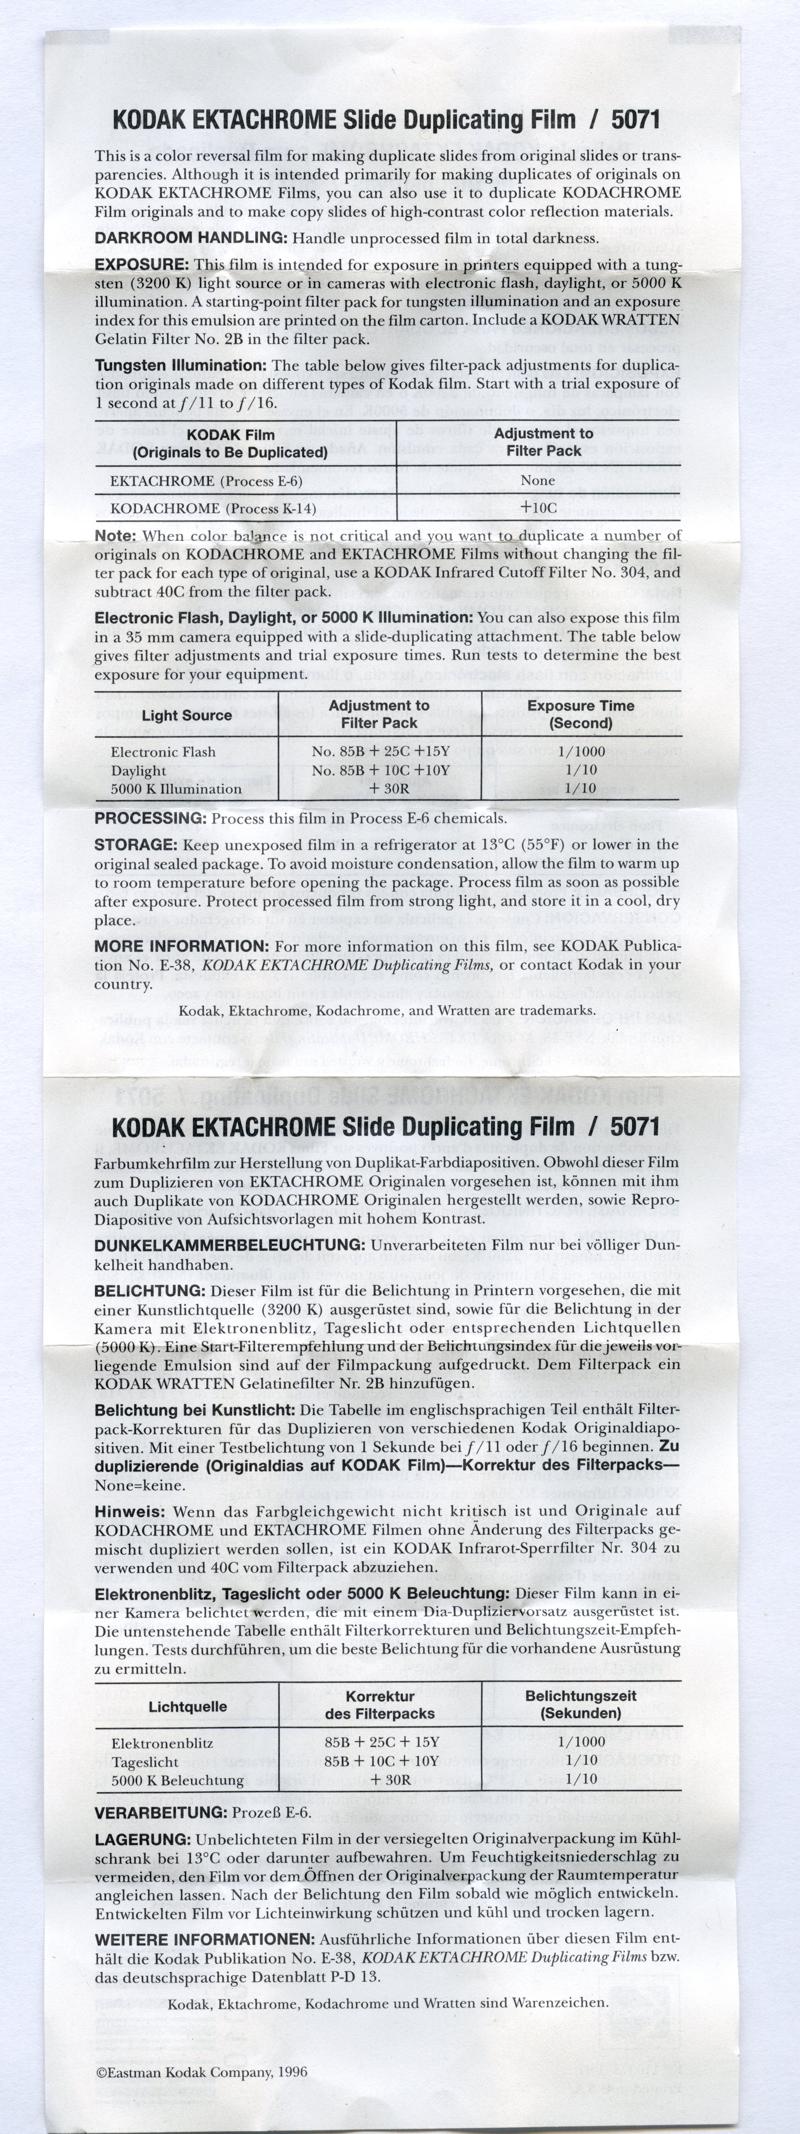 KODAK EKTACHROME Slide Duplicating Film / 5071
This is a color reversal film for making duplicate slides from original slides or trans-
parencies. Although it is intended primarily for making duplicates of originals on
KODAK EKTACHROME Films, you can also use it to duplicate KODACHROME
Film originals and to make copy slides of high-contrast color reflection materials.
DARKROOM HANDLING: Handle unprocessed film in total darkness.
EXPOSURE: This film is intended for exposure in printers equipped with a tung-
sten (3200 K) light source or in cameras with electronic flash, daylight, or 5000 K
illumination. A starting-point filter pack for tungsten illumination and an exposure
index for this emulsion are printed on the film carton. Include a KODAK WRATTEN
Gelatin Filter No. 2B in the filter pack.
Tungsten Illumination: The table below gives filter-pack adjustments for duplica-
tion originals made on different types of Kodak film. Start with a trial exposure of
1 second at f/11 to f/16.
KODAK Film Adjustment to
(Originals to Be Duplicated) Filter Pack
EKTACHROME (Process E-6) None
KODACHROME (Process K-14) +10C
Note: When color balance is not critical and you want to duplicate a number of
originals on KODACHROME and EKTACHROME Films without changing the fil-
ter pack for each type of original, use a KODAK Infrared Cutoff Filter No. 304, and
subtract 40C from the filter pack.
Electronic Flash, Daylight, or 5000 K Illumination: You can also expose this film
in a 35 mm camera equipped with a slide-duplicating attachment. The table below
gives filter adjustments and trial exposure times. Run tests to determine the best
exposure for your equipment.
Light Source Adjustment to Filter Pack Exposure Time (Second)
Electronic Flash No. 85B + 25C +15Y 1/1000
Daylight No. 85B + 10C +10Y 1/10
5000 K Illumination + 30R 1/10
PROCESSING: Process this film in Process E-6 chemicals.
STORAGE: Keep unexposed film in a refrigerator at 13°C (55°F) or lower in the
original sealed package. To avoid moisture condensation, allow the film to warm up
to room temperature before opening the package. Process film as soon as possible
after exposure. Protect processed film from strong light, and store it in a cool, dry
place.
MORE INFORMATION: For more information on this film, see KODAK Publica-
tion No. E-38, KODAK EKTACHROME Duplicating Films, or contact Kodak in your
country.
Kodak, Ektachrome, Kodachrome, and Wratten are trademarks.
KODAK EKTACHROME Slide Duplicating Film / 5071
Farbumkehrfilm zur Herstellung von Duplikat-Farbdiapositiven. Obwohl dieser Film
zum Duplizieren von EKTACHROME Originalen vorgesehen ist, können mit ihm
auch Duplikate von KODACHROME Originalen hergestellt werden, sowie Repro-
Diapositive von Aufsichtsvorlagen mit hohem Kontrast.
DUNKELKAMMERBELEUCHTUNG: Unverarbeiteten Film nur bei völliger Dun-
kelheit handhaben.
BELICHTUNG: Dieser Film ist für die Belichtung in Printern vorgesehen, die mit
einer Kunstlichtquelle (3200 K) ausgerüstet sind, sowie für die Belichtung in der
Kamera mit Elektronenblitz, Tageslicht oder entsprechenden Lichtquellen
(5000 K). Eine Start-Filterempfehlung und der Belichtungsindex für die jeweils vor-
liegende Emulsion sind auf der Filmpackung aufgedruckt. Dem Filterpack ein
KODAK WRATTEN Gelatinefilter Nr. 2B hinzufügen.
Belichtung bei Kunstlicht: Die Tabelle im englischsprachigen Teil enthält Filter-
pack-Korrekturen für das Duplizieren von verschiedenen Kodak Originaldiapo-
sitiven. Mit einer Testbelichtung von 1 Sekunde bei f/11 oder f/16 beginnen. Zu
duplizierende (Originaldias auf KODAK Film)—Korrektur des Filterpacks—
None=keine.
Hinweis: Wenn das Farbgleichgewicht nicht kritisch ist und Originale auf
KODACHROME und EKTACHROME Filmen ohne Änderung des Filterpacks ge-
mischt dupliziert werden sollen, ist ein KODAK Infrarot-Sperrfilter Nr. 304 zu
verwenden und 40C vom Filterpack abzuziehen.
Elektronenblitz, Tageslicht oder 5000 K Beleuchtung: Dieser Film kann in ei-
ner Kamera belichtet werden, die mit einem Dia-Dupliziervorsatz ausgerüstet ist.
Die untenstehende Tabelle enthält Filterkorrekturen und Belichtungszeit-Empfeh-
lungen. Tests durchführen, um die beste Belichtung für die vorhandene Ausrüstung
zu ermitteln.
Lichtquelle Korrektur des Filterpacks Belichtungszeit (Sekunden)
Elektronenblitz 85B + 25C + 15Y 1/1000
Tageslicht 85B + 10C + 10Y 1/10
5000 K Beleuchtung + 30R 1/10
VERARBEITUNG: Prozeß E-6.
LAGERUNG: Unbelichteten Film in der versiegelten Originalverpackung im Kühl-
schrank bei 13°C oder darunter aufbewahren. Um Feuchtigkeitsniederschlag zu
vermeiden, den Film vor dem Öffnen der Originalverpackung der Raumtemperatur
angleichen lassen. Nach der Belichtung den Film sobald wie möglich entwickeln.
Entwickelten Film vor Lichteinwirkung schützen und kühl und trocken lagern.
WEITERE INFORMATIONEN: Ausführliche Informationen über diesen Film ent-
hält die Kodak Publikation No. E-38, KODAK EKTACHROME Duplicating Films bzw.
das deutschsprachige Datenblatt P-D 13.
Kodak, Ektachrome, Kodachrome und Wratten sind Warenzeichen.
©Eastman Kodak Company, 1996